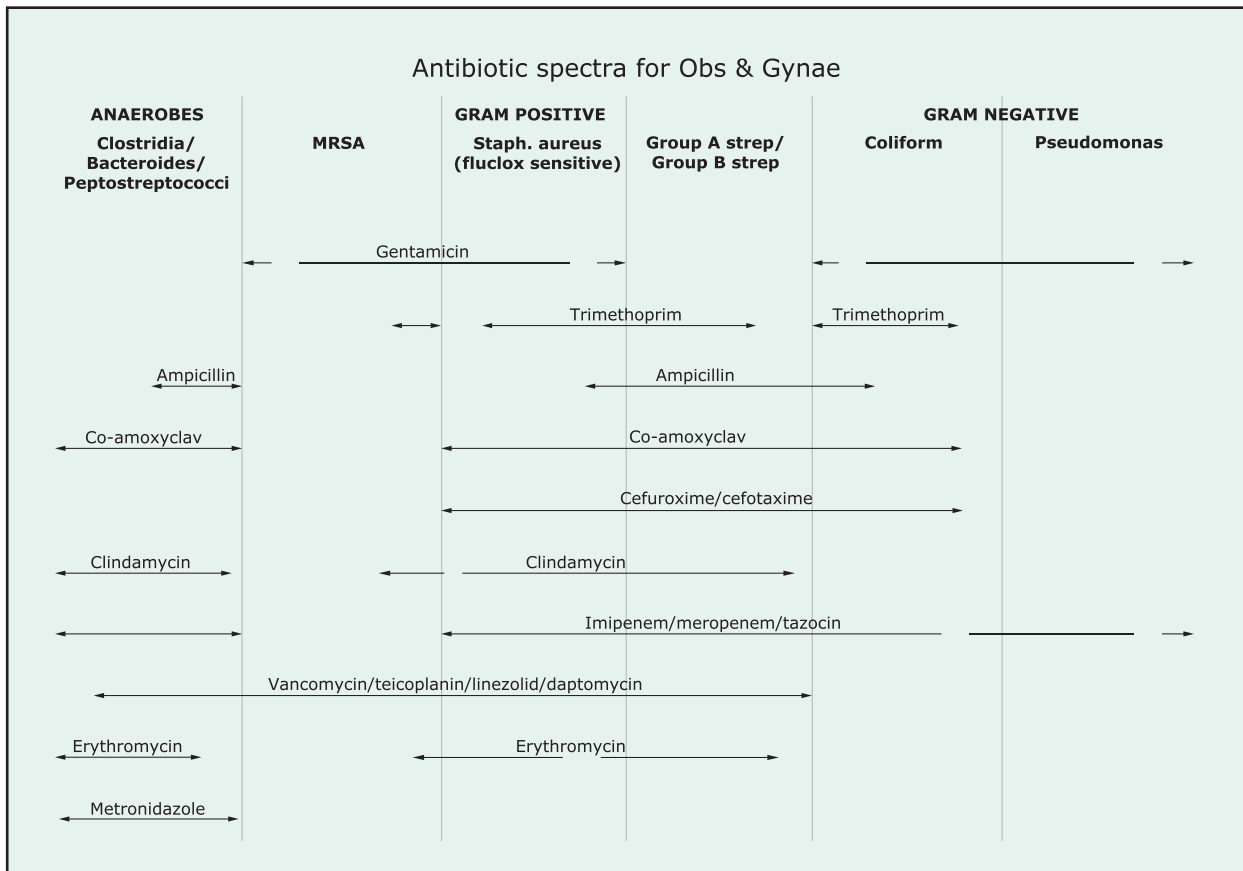 Antibiotic spectra for Obs & Gynae
ANAEROBES
GRAM POSITIVE
GRAM NEGATIVE
Clostridia/
Bacteroides/
Peptostreptococci
MRSA
Staph. aureus
(fluclox sensitive)
Group A strep/
Group B strep
Coliform
Pseudomonas
Gentamicin
Trimethoprim
Trimethoprim
Ampicillin
Ampicillin
Co-amoxyclav
Co-amoxyclav
Cefuroxime/cefotaxime
Clindamycin
Clindamycin
Imipenem/meropenem/tazocin
Vancomycin/teicoplanin/linezolid/daptomycin
Erythromycin
Erythromycin
Metronidazole